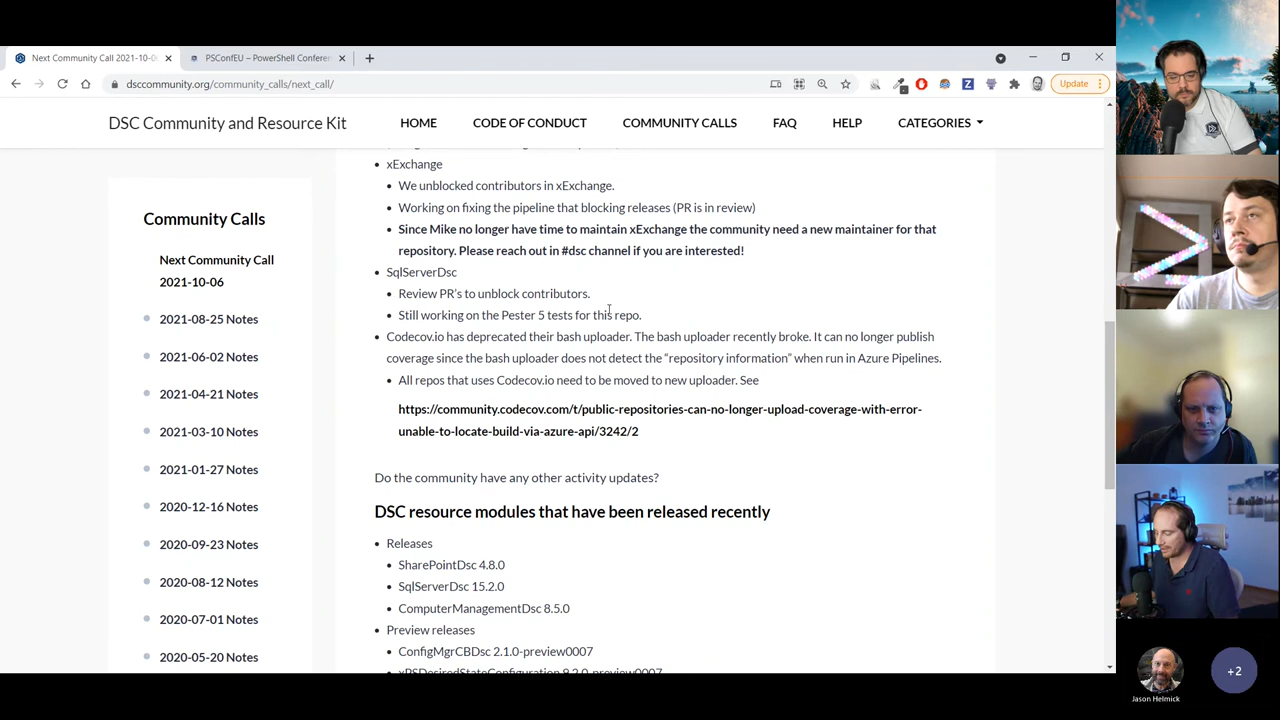 Next Community Call 2021-10-0
PSConfEU – PowerShell Conferen
dsccommunity.org/community_calls/next_call/
Update
DSC Community and Resource Kit
HOME
CODE OF CONDUCT
COMMUNITY CALLS
FAQ
HELP
CATEGORIES
Community Calls
Next Community Call
2021-10-06
2021-08-25 Notes
2021-06-02 Notes
2021-04-21 Notes
2021-03-10 Notes
2021-01-27 Notes
2020-12-16 Notes
2020-09-23 Notes
2020-08-12 Notes
2020-07-01 Notes
2020-05-20 Notes
xExchange
We unblocked contributors in xExchange.
Working on fixing the pipeline that blocking releases (PR is in review)
Since Mike no longer have time to maintain xExchange the community need a new maintainer for that
repository. Please reach out in #dsc channel if you are interested!
SqlServerDsc
Review PR's to unblock contributors.
Still working on the Pester 5 tests for this repo.
Codecov.io has deprecated their bash uploader. The bash uploader recently broke. It can no longer publish
coverage since the bash uploader does not detect the “repository information” when run in Azure Pipelines.
All repos that uses Codecov.io need to be moved to new uploader. See
https://community.codecov.com/t/public-repositories-can-no-longer-upload-coverage-with-error-
unable-to-locate-build-via-azure-api/3242/2
Do the community have any other activity updates?
DSC resource modules that have been released recently
Releases
SharePointDsc 4.8.0
SqlServerDsc 15.2.0
ComputerManagementDsc 8.5.0
Preview releases
ConfigMgrCBDsc 2.1.0-preview0007
xPSDesiredStateConfiguration 9.2.0-preview0007
Jason Helmick
+2